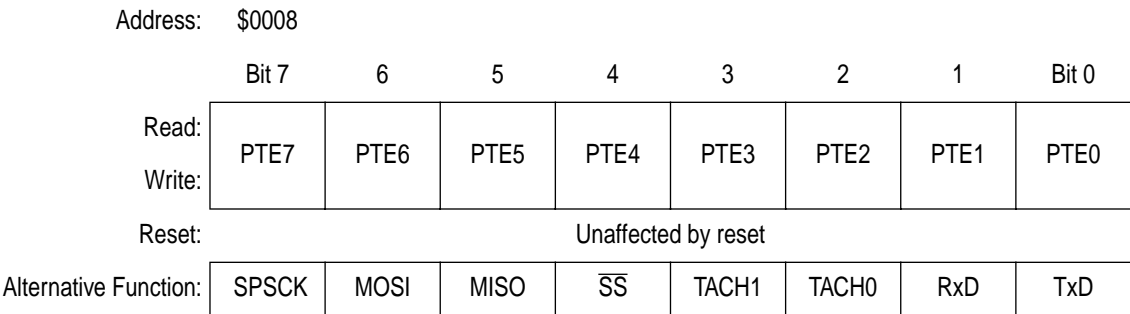 Address: $0008
Bit 7 6 5 4 3 2 1 Bit 0
Read:
PTE7 PTE6 PTE5 PTE4 PTE3 PTE2 PTE1 PTE0
Write:
Reset: Unaffected by reset
Alternative Function: SPSCK MOSI MISO S̅S̅ TACH1 TACH0 RxD TxD